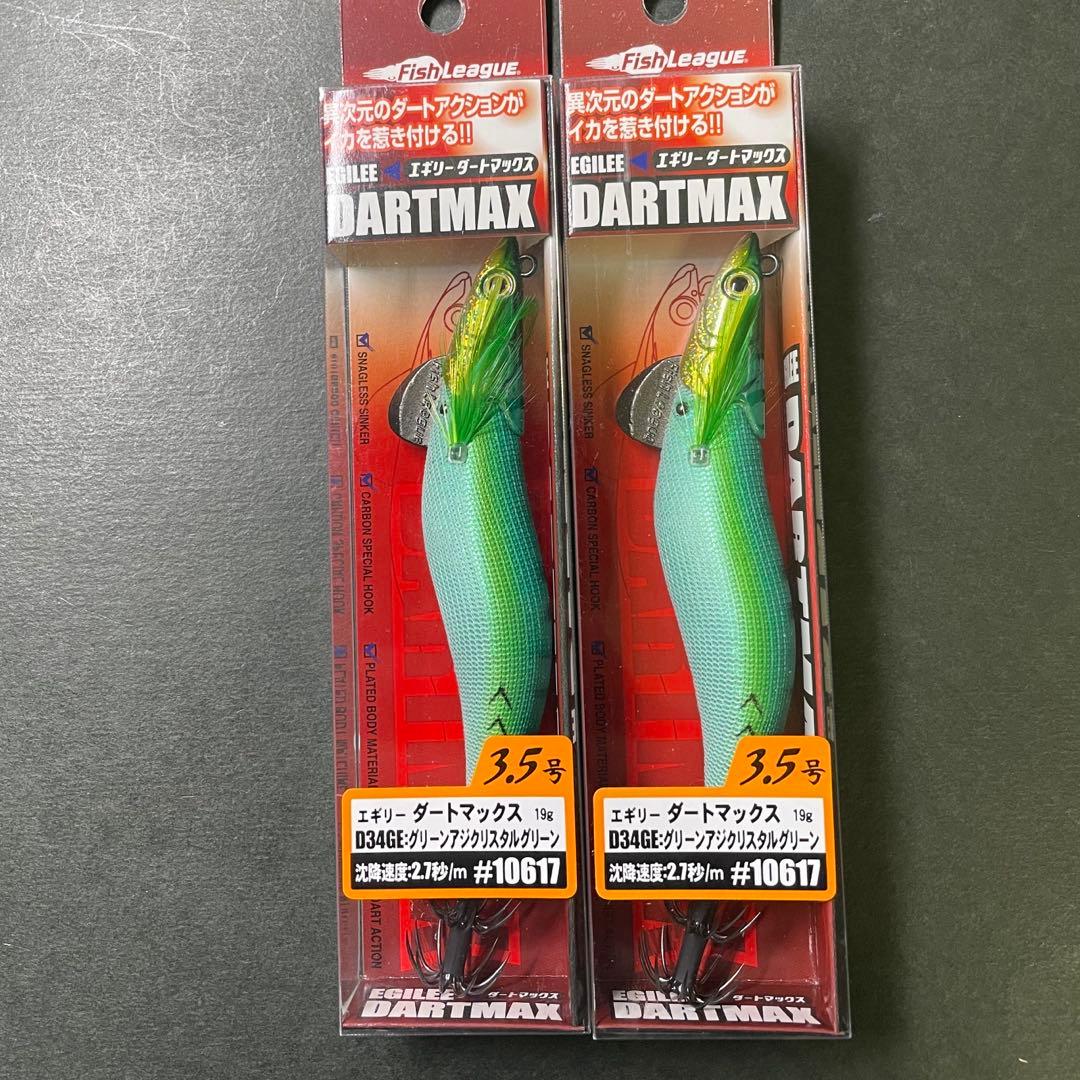 FishLeague
異次元のダートアクションが
イカを惹き付ける!!
EGILEE エギリーダートマックス
DARTMAX
SNAGLESS SINKER
CARBON SPECIAL HOOK
PLATED BODY MATERIAL
DART ACTION
3.5号
エギリー ダートマックス 19g
D34GE:グリーンアジクリスタルグリーン
沈降速度:2.7秒/m #10617
EGILEE ダートマックス
DARTMAX
FishLeague
異次元のダートアクションが
イカを惹き付ける!!
EGILEE エギリーダートマックス
DARTMAX
SNAGLESS SINKER
CARBON SPECIAL HOOK
PLATED BODY MATERIAL
3.5号
エギリー ダートマックス 19g
D34GE:グリーンアジクリスタルグリーン
沈降速度:2.7秒/m #10617
EGILEE ダートマックス
DARTMAX